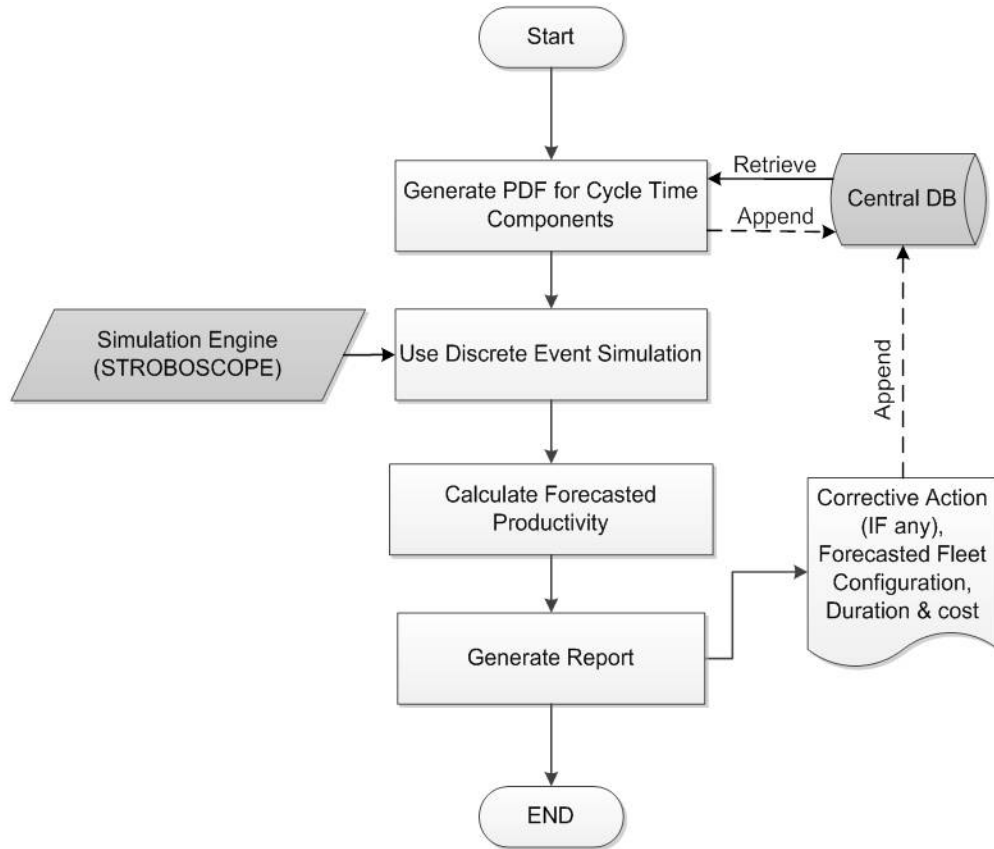 Start
Generate PDF for Cycle Time
Components
Retrieve
Append
Central DB
Simulation Engine
(STROBOSCOPE)
Use Discrete Event Simulation
Append
Calculate Forecasted
Productivity
Corrective Action
(IF any),
Forecasted Fleet
Configuration,
Duration & cost
Generate Report
END